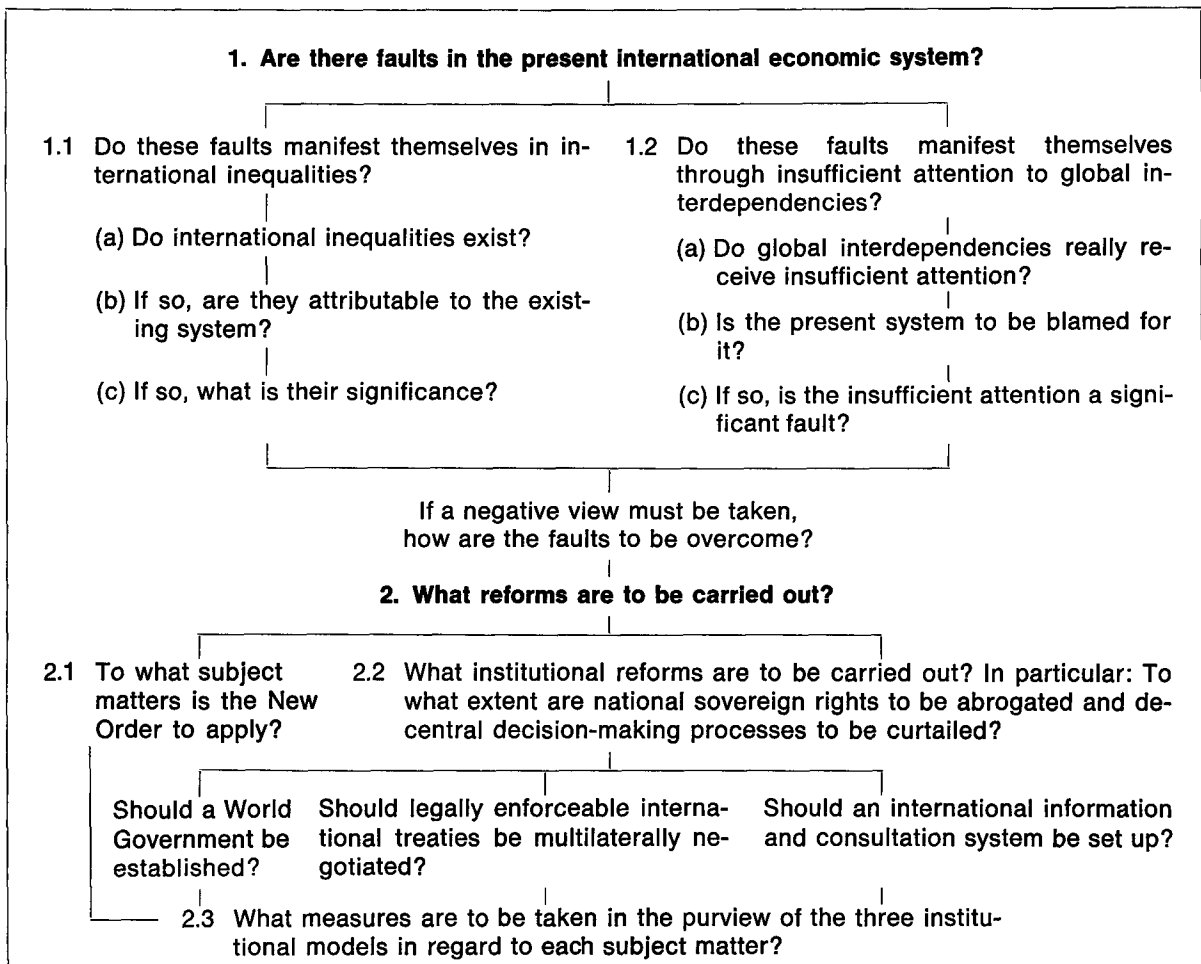 1. Are there faults in the present international economic system?
1.1 Do these faults manifest themselves in in-
ternational inequalities?
(a) Do international inequalities exist?
(b) If so, are they attributable to the exist-
ing system?
(c) If so, what is their significance?
1.2 Do these faults manifest themselves
through insufficient attention to global in-
terdependencies?
(a) Do global interdependencies really re-
ceive insufficient attention?
(b) Is the present system to be blamed for
it?
(c) If so, is the insufficient attention a signi-
ficant fault?
If a negative view must be taken,
how are the faults to be overcome?
2. What reforms are to be carried out?
2.1 To what subject
matters is the New
Order to apply?
2.2 What institutional reforms are to be carried out? In particular: To
what extent are national sovereign rights to be abrogated and de-
central decision-making processes to be curtailed?
Should a World
Government be
established?
Should legally enforceable interna-
tional treaties be multilaterally ne-
gotiated?
Should an international information
and consultation system be set up?
2.3 What measures are to be taken in the purview of the three institu-
tional models in regard to each subject matter?